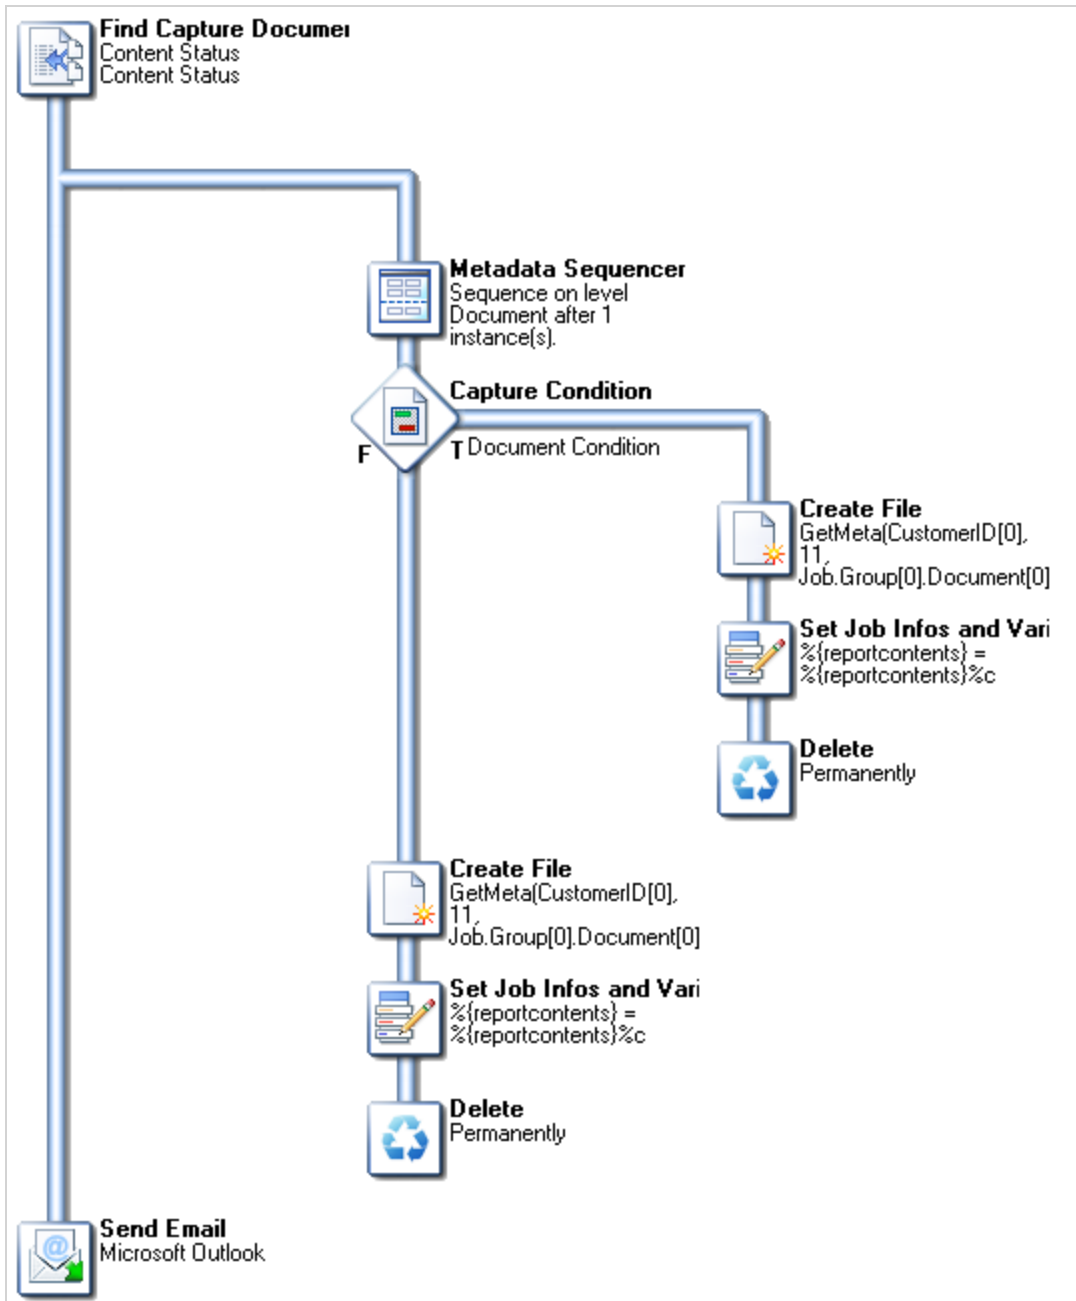 Find Capture Documer
Content Status
Content Status
Metadata Sequencer
Sequence on level
Document after 1
instance(s).
Capture Condition
F
T Document Condition
Create File
GetMeta(CustomerID[0],
11,
Job.Group[0].Document[0]
Set Job Infos and Vari
%{reportcontents} =
%{reportcontents}%c
Delete
Permanently
Create File
GetMeta(CustomerID[0],
11,
Job.Group[0].Document[0]
Set Job Infos and Vari
%{reportcontents} =
%{reportcontents}%c
Delete
Permanently
Send Email
Microsoft Outlook